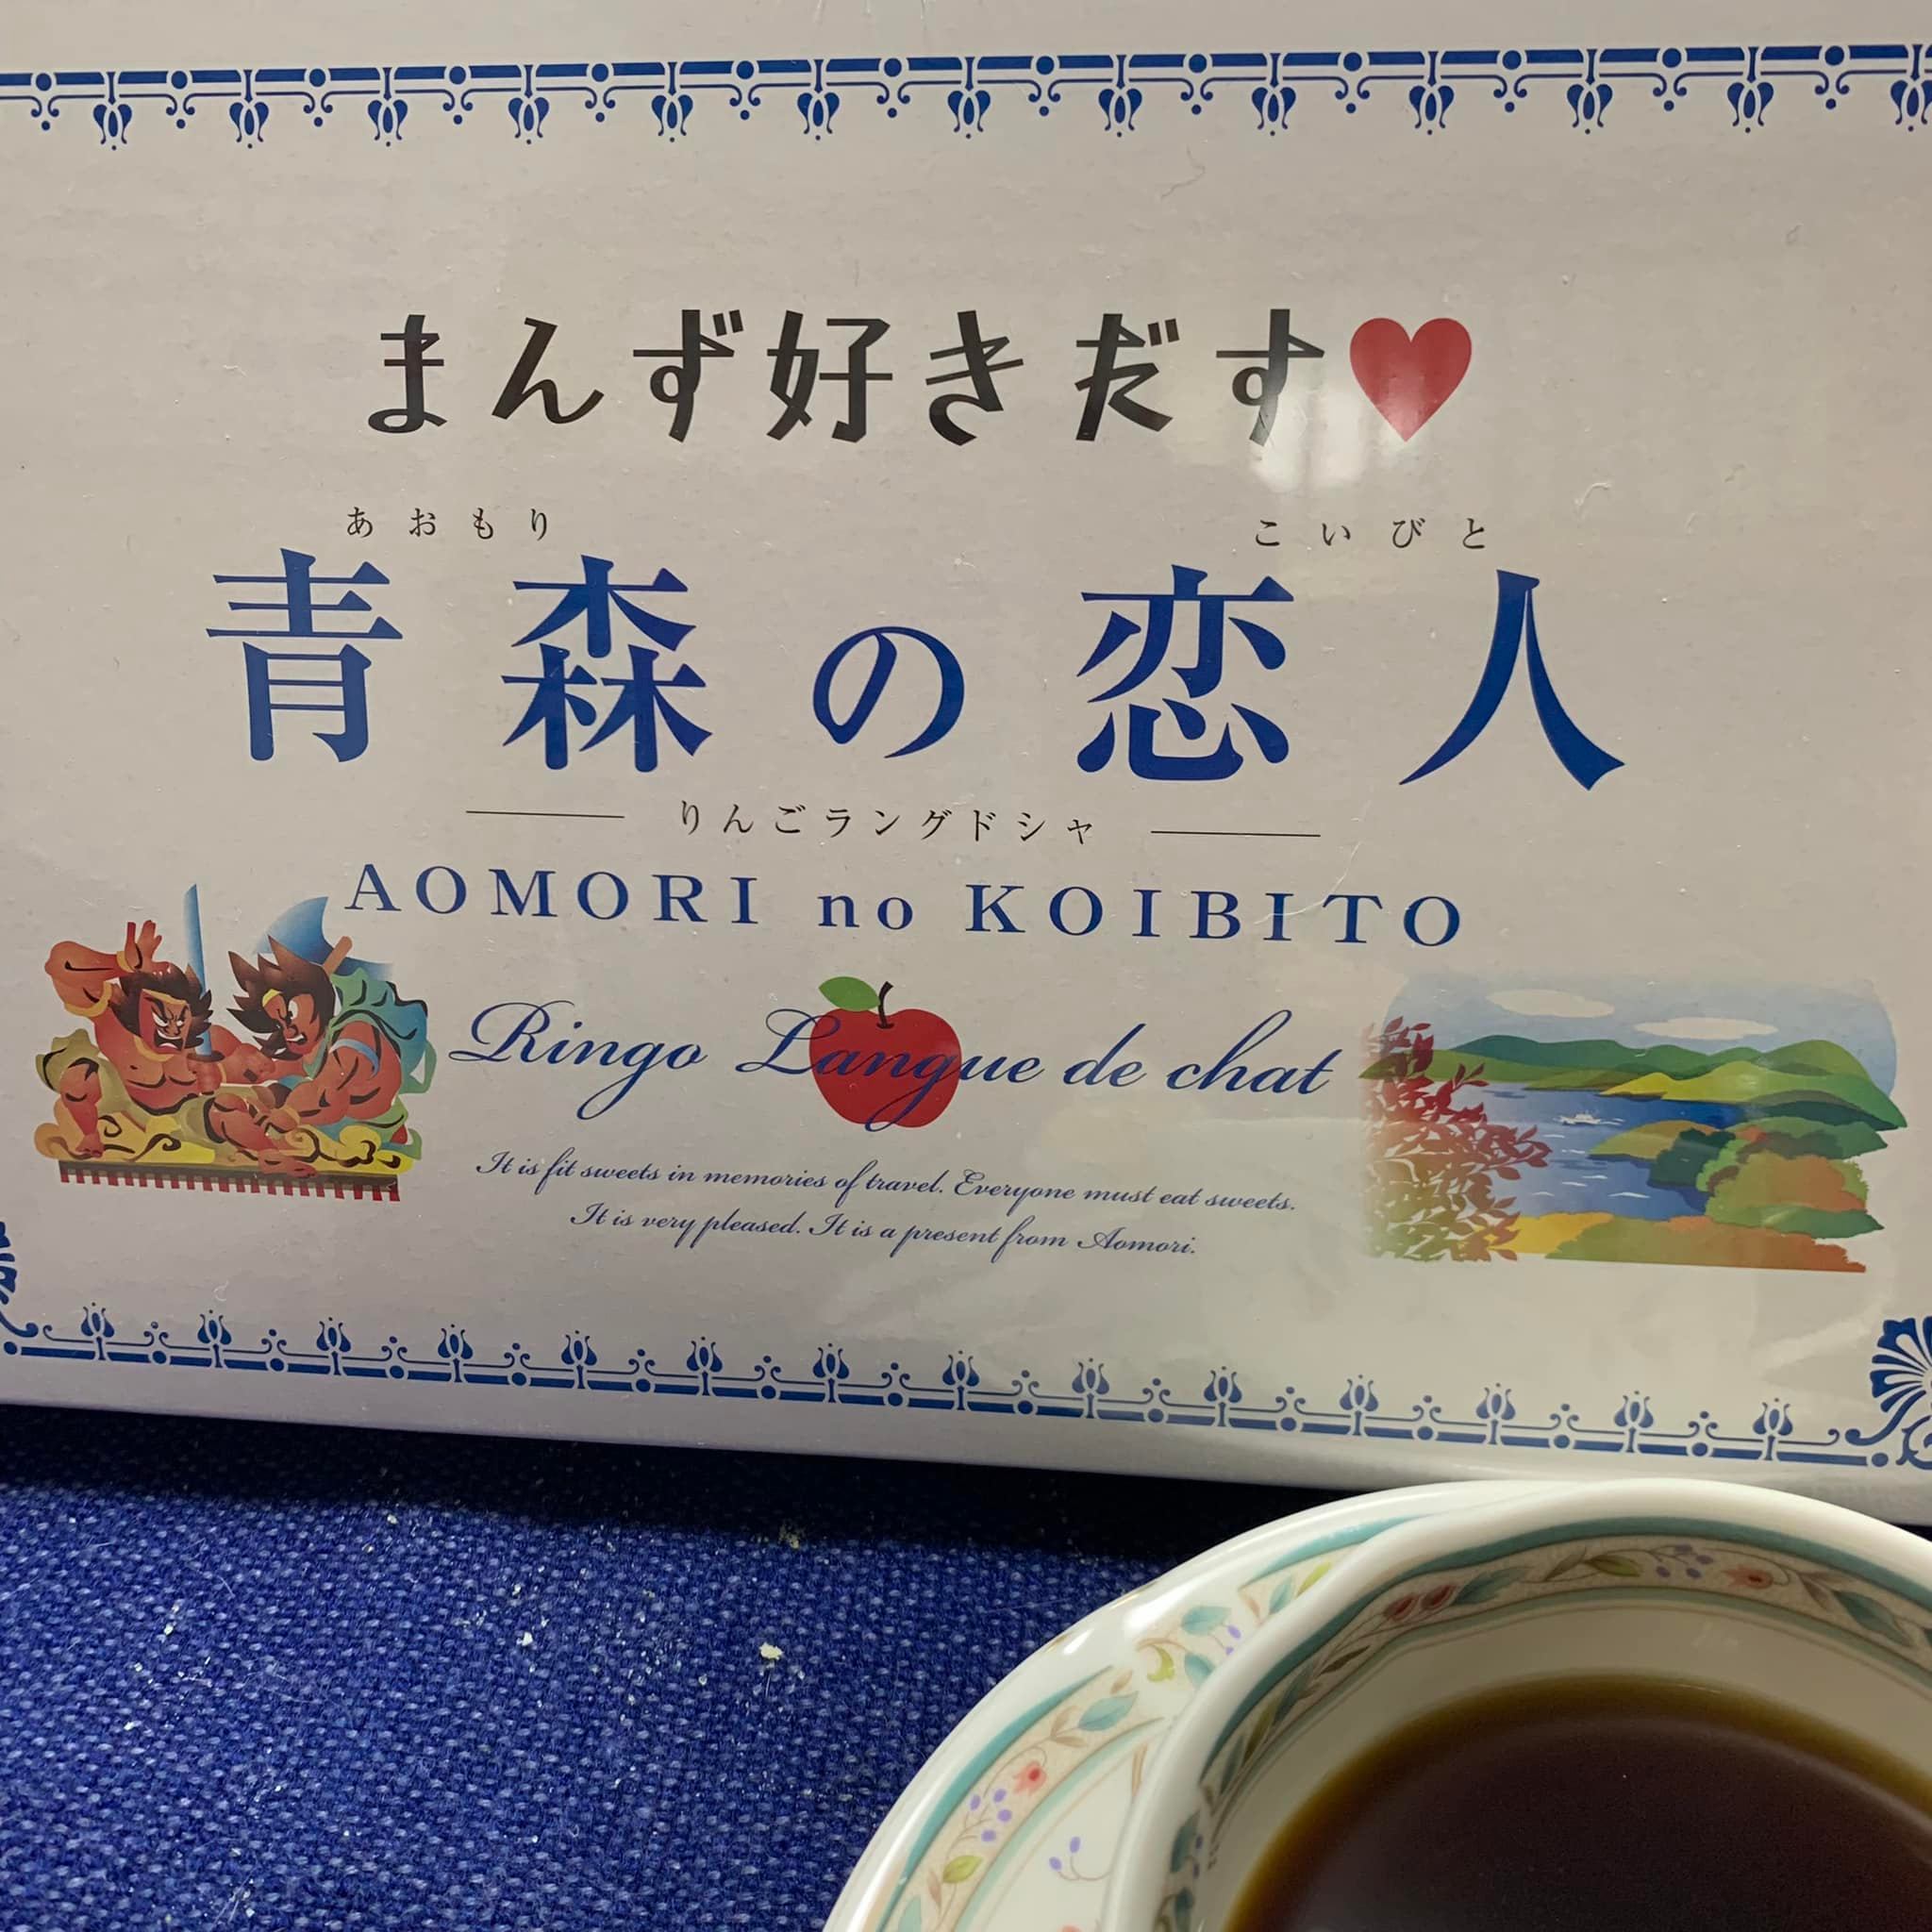 まんず好きだす♥
あおもり こいびと
青森の恋人
りんごラングドシャ
AOMORI no KOIBITO
Ringo Langue de chat
It is fit sweets in memories of travel. Everyone must eat sweets.
It is very pleased. It is a present from Aomori.